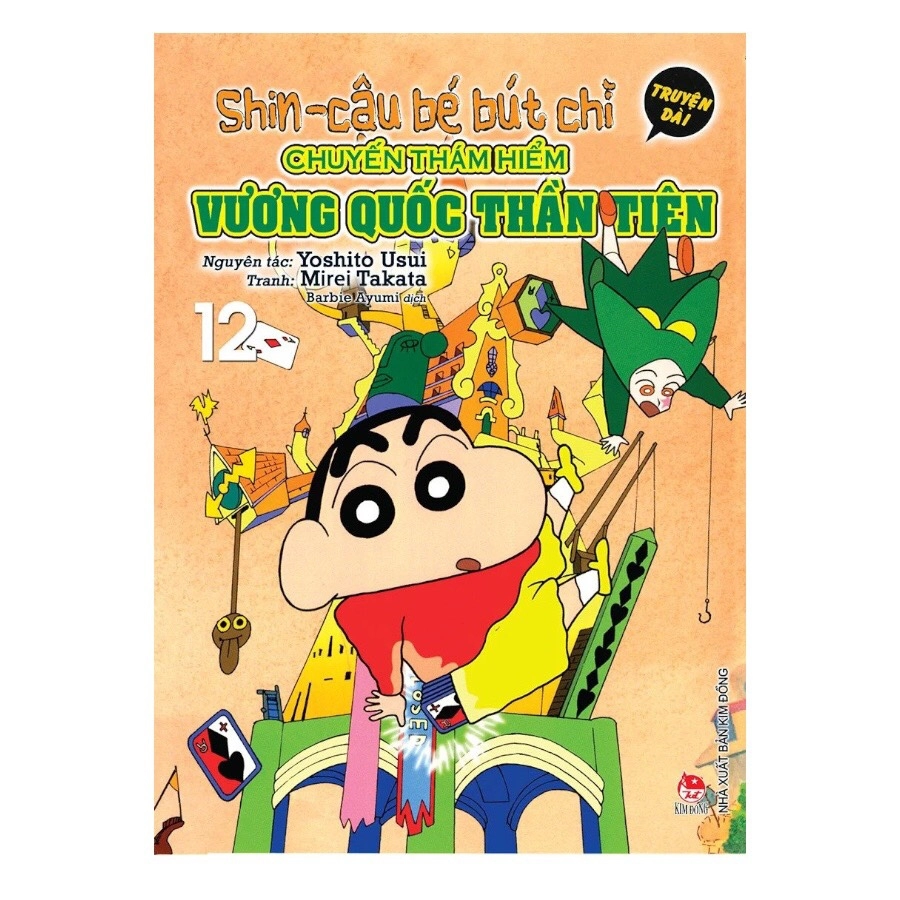 Shin-cậu bé bút chì
TRUYỆN
DÀI
CHUYẾN THÁM HIỂM
VƯƠNG QUỐC THẦN TIÊN
Nguyên tác: Yoshito Usui
Tranh: Mirei Takata
Barbie Ayumi dịch
12
NHÀ XUẤT BẢN KIM ĐỒNG
KIM ĐỒNG